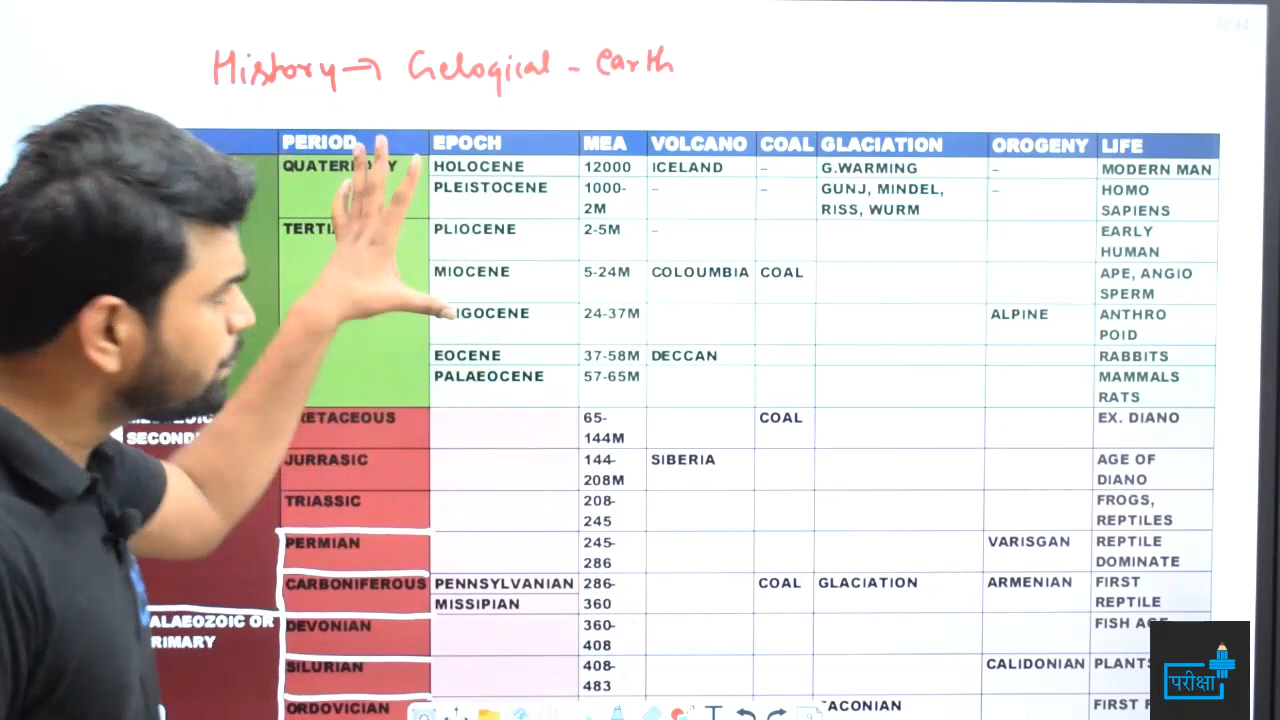 9/34
History → Gelogical - earth
PERIOD EPOCH MEA VOLCANO COAL GLACIATION OROGENY LIFE
HOLOCENE 12000 ICELAND - G.WARMING - MODERN MAN
PLEISTOCENE 1000- - - GUNJ, MINDEL, - HOMO
2M RISS, WURM SAPIENS
PLIOCENE 2-5M - EARLY
HUMAN
MIOCENE 5-24M COLOUMBIA COAL APE, ANGIO
SPERM
24-37M ALPINE ANTHRO
POID
EOCENE 37-58M DECCAN RABBITS
PALAEOCENE 57-65M MAMMALS
RATS
65- COAL EX. DIANO
144M
JURRASIC 144- SIBERIA AGE OF
208M DIANO
TRIASSIC 208- FROGS,
245 REPTILES
PERMIAN 245- VARISGAN REPTILE
286 DOMINATE
CARBONIFEROUS PENNSYLVANIAN 286- COAL GLACIATION ARMENIAN FIRST
MISSIPIAN 360 REPTILE
OR
DEVONIAN 360- FISH
408
SILURIAN 408- CALIDONIAN PLANTS
483
ORDOVICIAN FIRST
परीक्षा